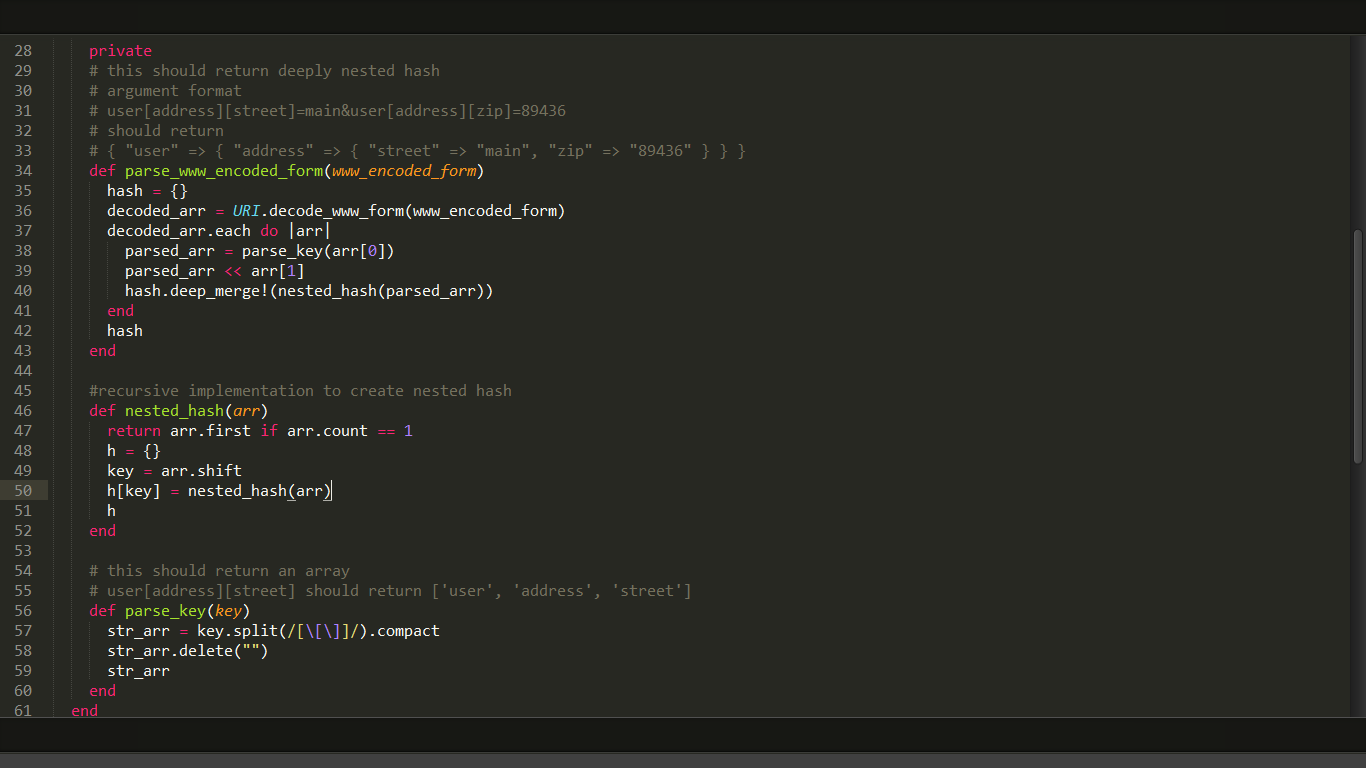 28 private
29 # this should return deeply nested hash
30 # argument format
31 # user[address][street]=main&user[address][zip]=89436
32 # should return
33 # { "user" => { "address" => { "street" => "main", "zip" => "89436" } } }
34 def parse_www_encoded_form(www_encoded_form)
35 hash = {}
36 decoded_arr = URI.decode_www_form(www_encoded_form)
37 decoded_arr.each do |arr|
38 parsed_arr = parse_key(arr[0])
39 parsed_arr << arr[1]
40 hash.deep_merge!(nested_hash(parsed_arr))
41 end
42 hash
43 end
44
45 #recursive implementation to create nested hash
46 def nested_hash(arr)
47 return arr.first if arr.count == 1
48 h = {}
49 key = arr.shift
50 h[key] = nested_hash(arr)
51 h
52 end
53
54 # this should return an array
55 # user[address][street] should return ['user', 'address', 'street']
56 def parse_key(key)
57 str_arr = key.split(/[\[\]]/).compact
58 str_arr.delete("")
59 str_arr
60 end
61 end